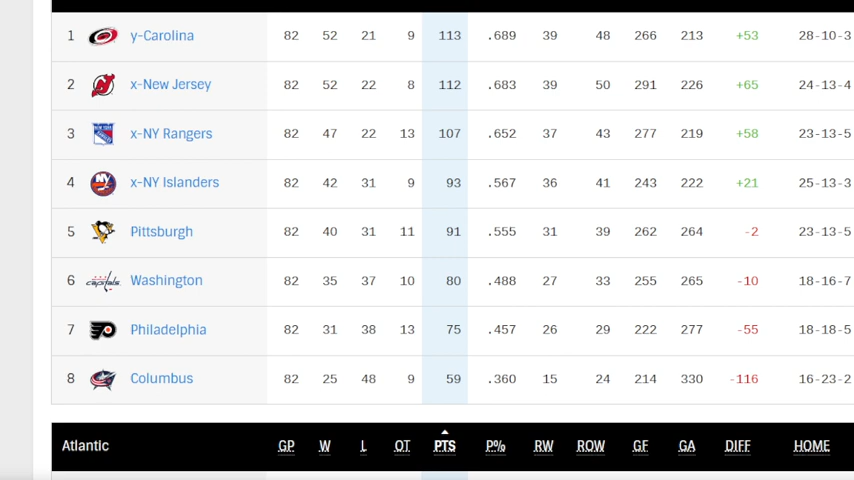 1 y-Carolina 82 52 21 9 113 .689 39 48 266 213 +53 28-10-3
2 x-New Jersey 82 52 22 8 112 .683 39 50 291 226 +65 24-13-4
3 x-NY Rangers 82 47 22 13 107 .652 37 43 277 219 +58 23-13-5
4 x-NY Islanders 82 42 31 9 93 .567 36 41 243 222 +21 25-13-3
5 Pittsburgh 82 40 31 11 91 .555 31 39 262 264 -2 23-13-5
6 capitals Washington 82 35 37 10 80 .488 27 33 255 265 -10 18-16-7
7 Philadelphia 82 31 38 13 75 .457 26 29 222 277 -55 18-18-5
8 Columbus 82 25 48 9 59 .360 15 24 214 330 -116 16-23-2
Atlantic GP W L OT PTS P% RW ROW GF GA DIFF HOME